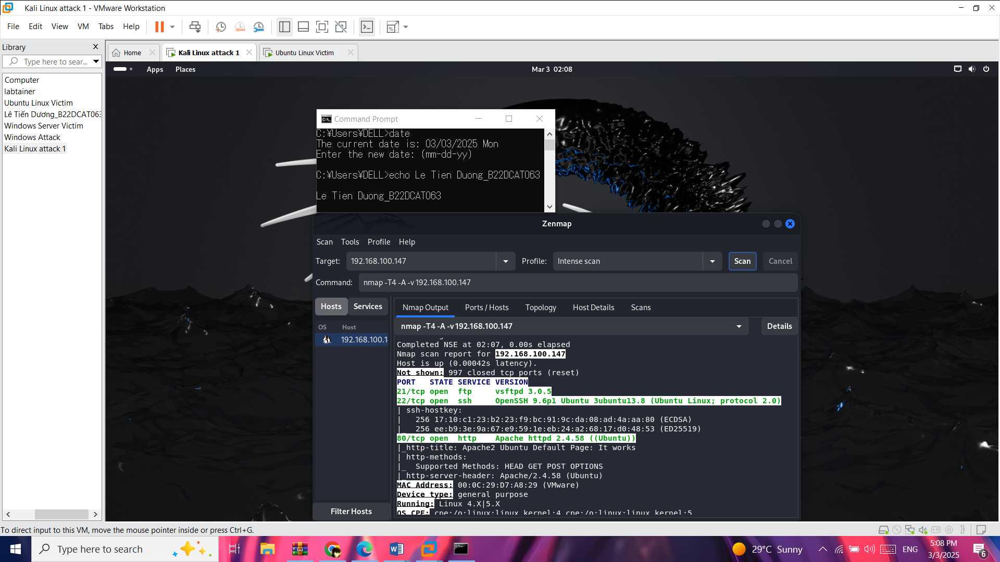 Kali Linux attack 1 - VMware Workstation
File Edit View VM Tabs Help
Library
Type here to sear...
Computer
labtainer
Ubuntu Linux Victim
Lê Tiến Dương_B22DCAT063
Windows Server Victim
Windows Attack
Kali Linux attack 1
Home
Kali Linux attack 1
Ubuntu Linux Victim
Apps Places
Mar 3 02:08
Command Prompt
C:¥Users¥DELL>date
The current date is: 03/03/2025 Mon
Enter the new date: (mm-dd-yy)
C:¥Users¥DELL>echo Le Tien Duong_B22DCAT063
Le Tien Duong_B22DCAT063
Zenmap
Scan Tools Profile Help
Target: 192.168.100.147 Profile: Intense scan Scan Cancel
Command: nmap -T4 -A -v 192.168.100.147
Hosts Services
OS Host
192.168.100.1
Filter Hosts
Nmap Output Ports / Hosts Topology Host Details Scans
nmap -T4 -A -v 192.168.100.147 Details
Completed NSE at 02:07, 0.00s elapsed
Nmap scan report for 192.168.100.147
Host is up (0.00042s latency).
Not shown: 997 closed tcp ports (reset)
PORT   STATE SERVICE VERSION
21/tcp open  ftp     vsftpd 3.0.5
22/tcp open  ssh     OpenSSH 9.6p1 Ubuntu 3ubuntu13.8 (Ubuntu Linux; protocol 2.0)
| ssh-hostkey:
|   256 17:10:c1:23:b2:23:f9:bc:91:9c:da:08:ad:4a:aa:80 (ECDSA)
|_  256 ee:b9:3e:9a:67:e9:59:1e:eb:24:a2:68:17:d0:48:53 (ED25519)
80/tcp open  http    Apache httpd 2.4.58 ((Ubuntu))
|_http-title: Apache2 Ubuntu Default Page: It works
| http-methods:
|_  Supported Methods: HEAD GET POST OPTIONS
|_http-server-header: Apache/2.4.58 (Ubuntu)
MAC Address: 00:0C:29:D7:A8:29 (VMware)
Device type: general purpose
Running: Linux 4.X|5.X
OS CPE: cpe:/o:linux:linux_kernel:4 cpe:/o:linux:linux_kernel:5
To direct input to this VM, move the mouse pointer inside or press Ctrl+G.
Type here to search
29°C Sunny
ENG
5:08 PM
3/3/2025
6